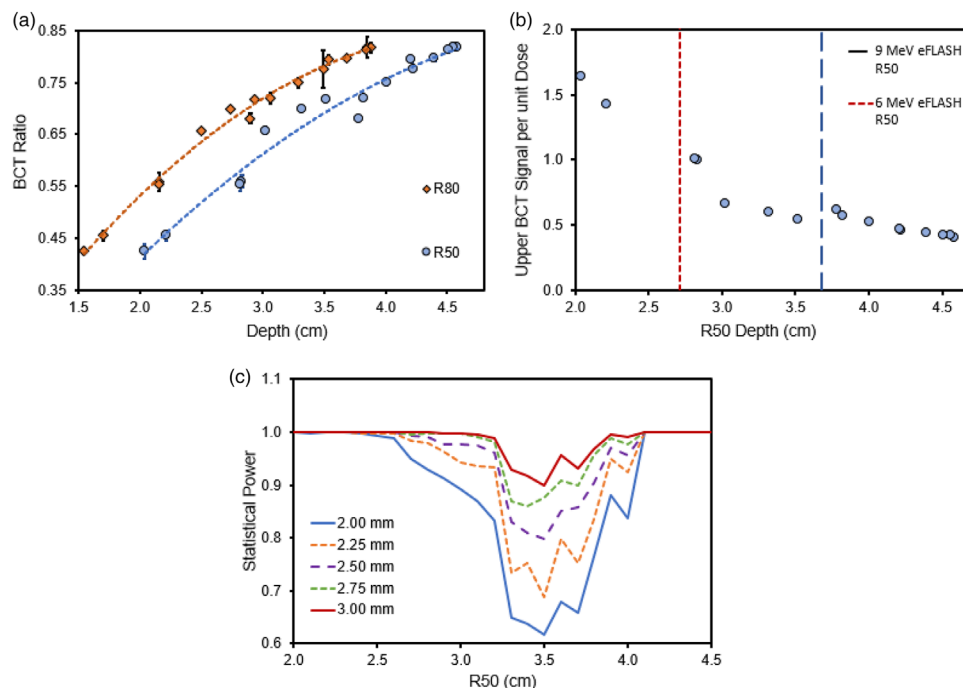 (a)
0.85
0.75
0.65
0.55
0.45
0.35
BCT Ratio
R80
R50
1.5
2.0
2.5
3.0
3.5
4.0
4.5
Depth (cm)
(b)
2.0
1.5
1.0
0.5
0.0
Upper BCT Signal per unit Dose
9 MeV eFLASH
R50
6 MeV eFLASH
R50
2.0
2.5
3.0
3.5
4.0
4.5
R50 Depth (cm)
(c)
1.1
1.0
0.9
0.8
0.7
0.6
Statistical Power
2.00 mm
2.25 mm
2.50 mm
2.75 mm
3.00 mm
2.0
2.5
3.0
3.5
4.0
4.5
R50 (cm)